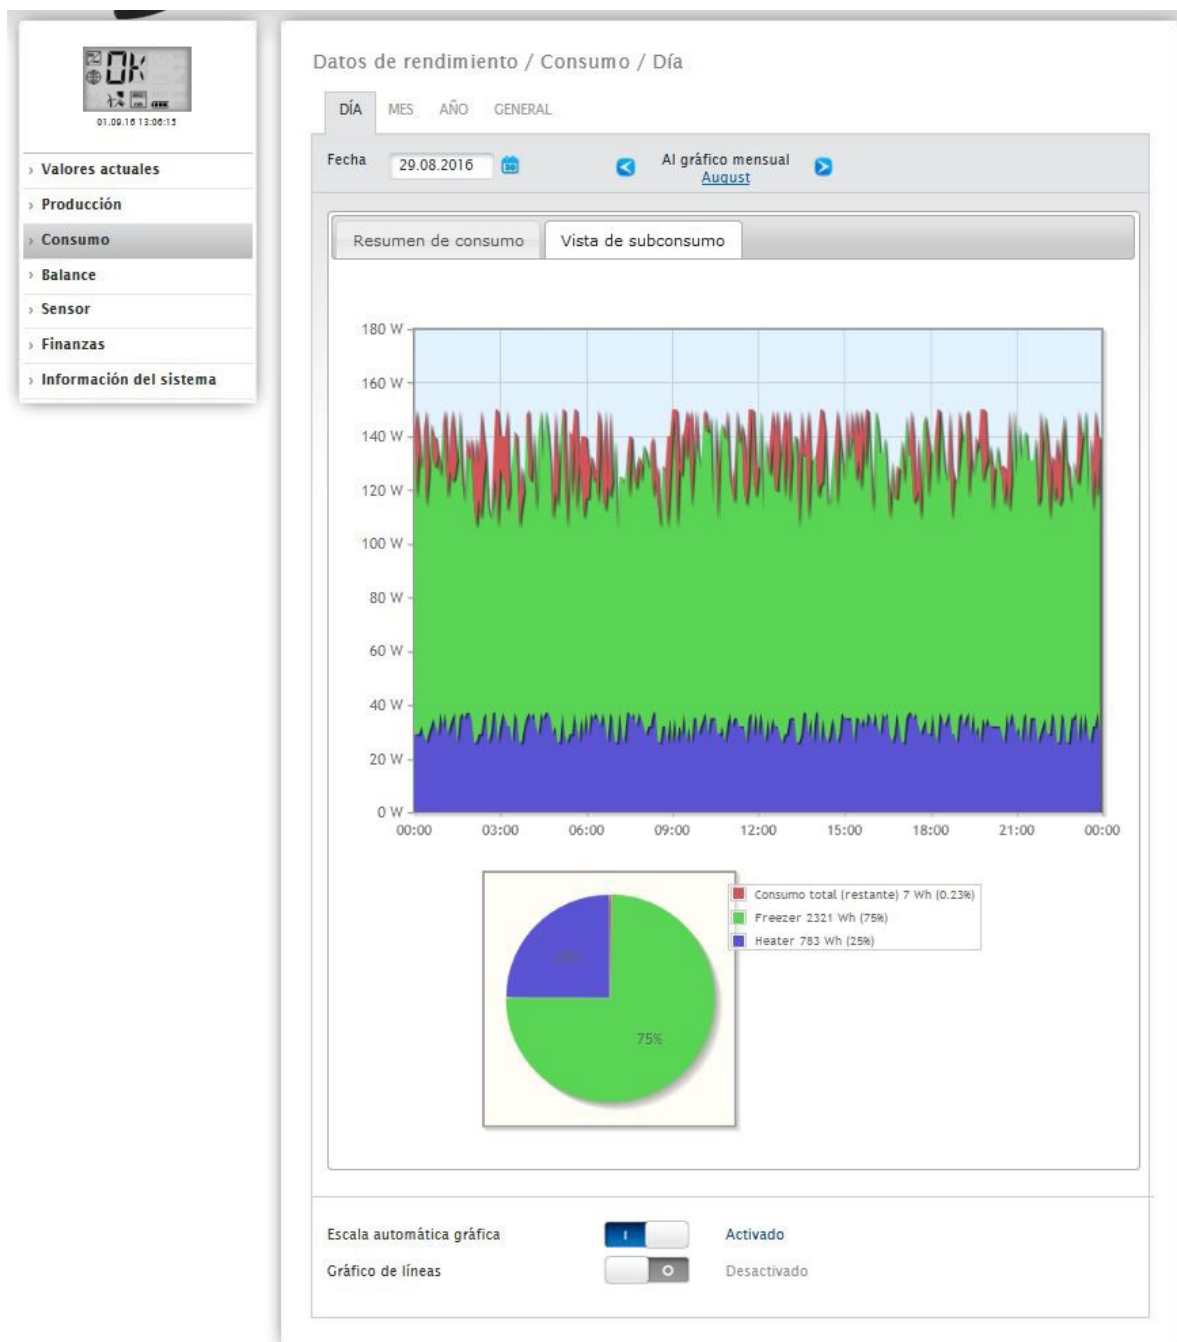 OK
01.09.16 13:06:15
Valores actuales
Producción
Consumo
Balance
Sensor
Finanzas
Información del sistema
Datos de rendimiento / Consumo / Día
DÍA MES AÑO GENERAL
Fecha 29.08.2016 Al gráfico mensual
August
Resumen de consumo Vista de subconsumo
180 W
160 W
140 W
120 W
100 W
80 W
60 W
40 W
20 W
0 W
00:00 03:00 06:00 09:00 12:00 15:00 18:00 21:00 00:00
Consumo total (restante) 7 Wh (0.23%)
Freezer 2321 Wh (75%)
Heater 783 Wh (25%)
75%
Escala automática gráfica Activado
Gráfico de líneas Desactivado